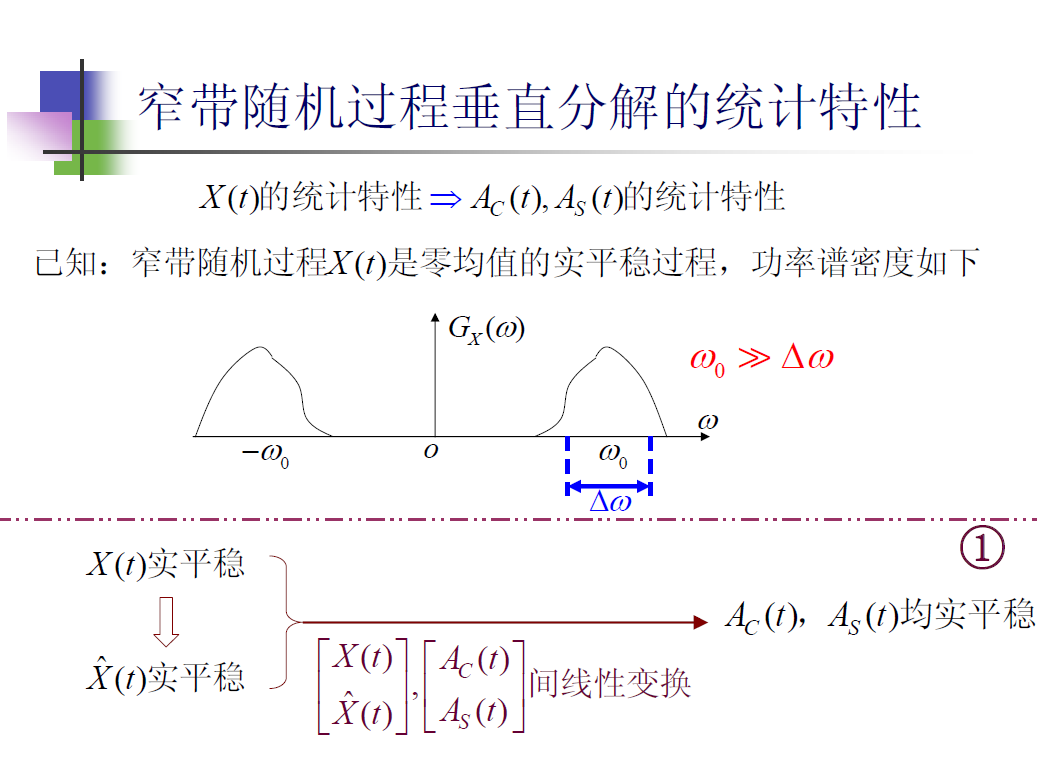 窄带随机过程垂直分解的统计特性
X(t)的统计特性⇒ A_C(t), A_S(t)的统计特性
已知：窄带随机过程X(t)是零均值的实平稳过程，功率谱密度如下
G_X(ω)
ω_0 ≫ Δω
ω
−ω_0
o
ω_0
Δω
①
X(t)实平稳
A_C(t)，A_S(t)均实平稳
X̂(t)实平稳
[X(t) X̂(t)], [A_C(t) A_S(t)]间线性变换